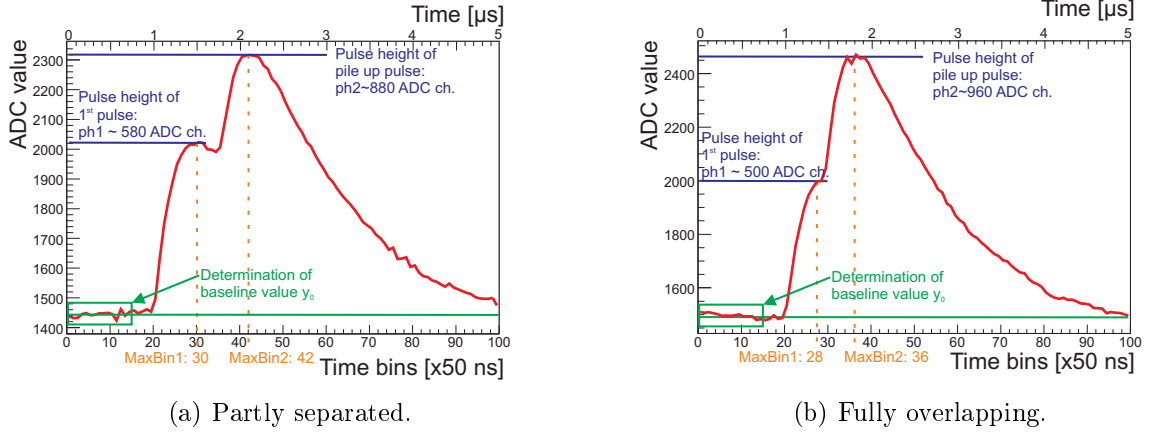 Time [µs]
0 1 2 3 4 5
ADC value
2300
2200
2100
2000
1900
1800
1700
1600
1500
1400
Pulse height of
pile up pulse:
ph2~880 ADC ch.
Pulse height of
1st pulse:
ph1 ~ 580 ADC ch.
Determination of
baseline value y0
0 10 20 30 40 50 60 70 80 90 100
MaxBin1: 30 MaxBin2: 42
Time bins [x50 ns]
(a) Partly separated.
Time [µs]
0 1 2 3 4 5
ADC value
2400
2200
2000
1800
1600
Pulse height of
pile up pulse:
ph2~960 ADC ch.
Pulse height of
1st pulse:
ph1 ~ 500 ADC ch.
Determination of
baseline value y0
0 10 20 30 40 50 60 70 80 90 100
MaxBin1: 28 MaxBin2: 36
Time bins [x50 ns]
(b) Fully overlapping.